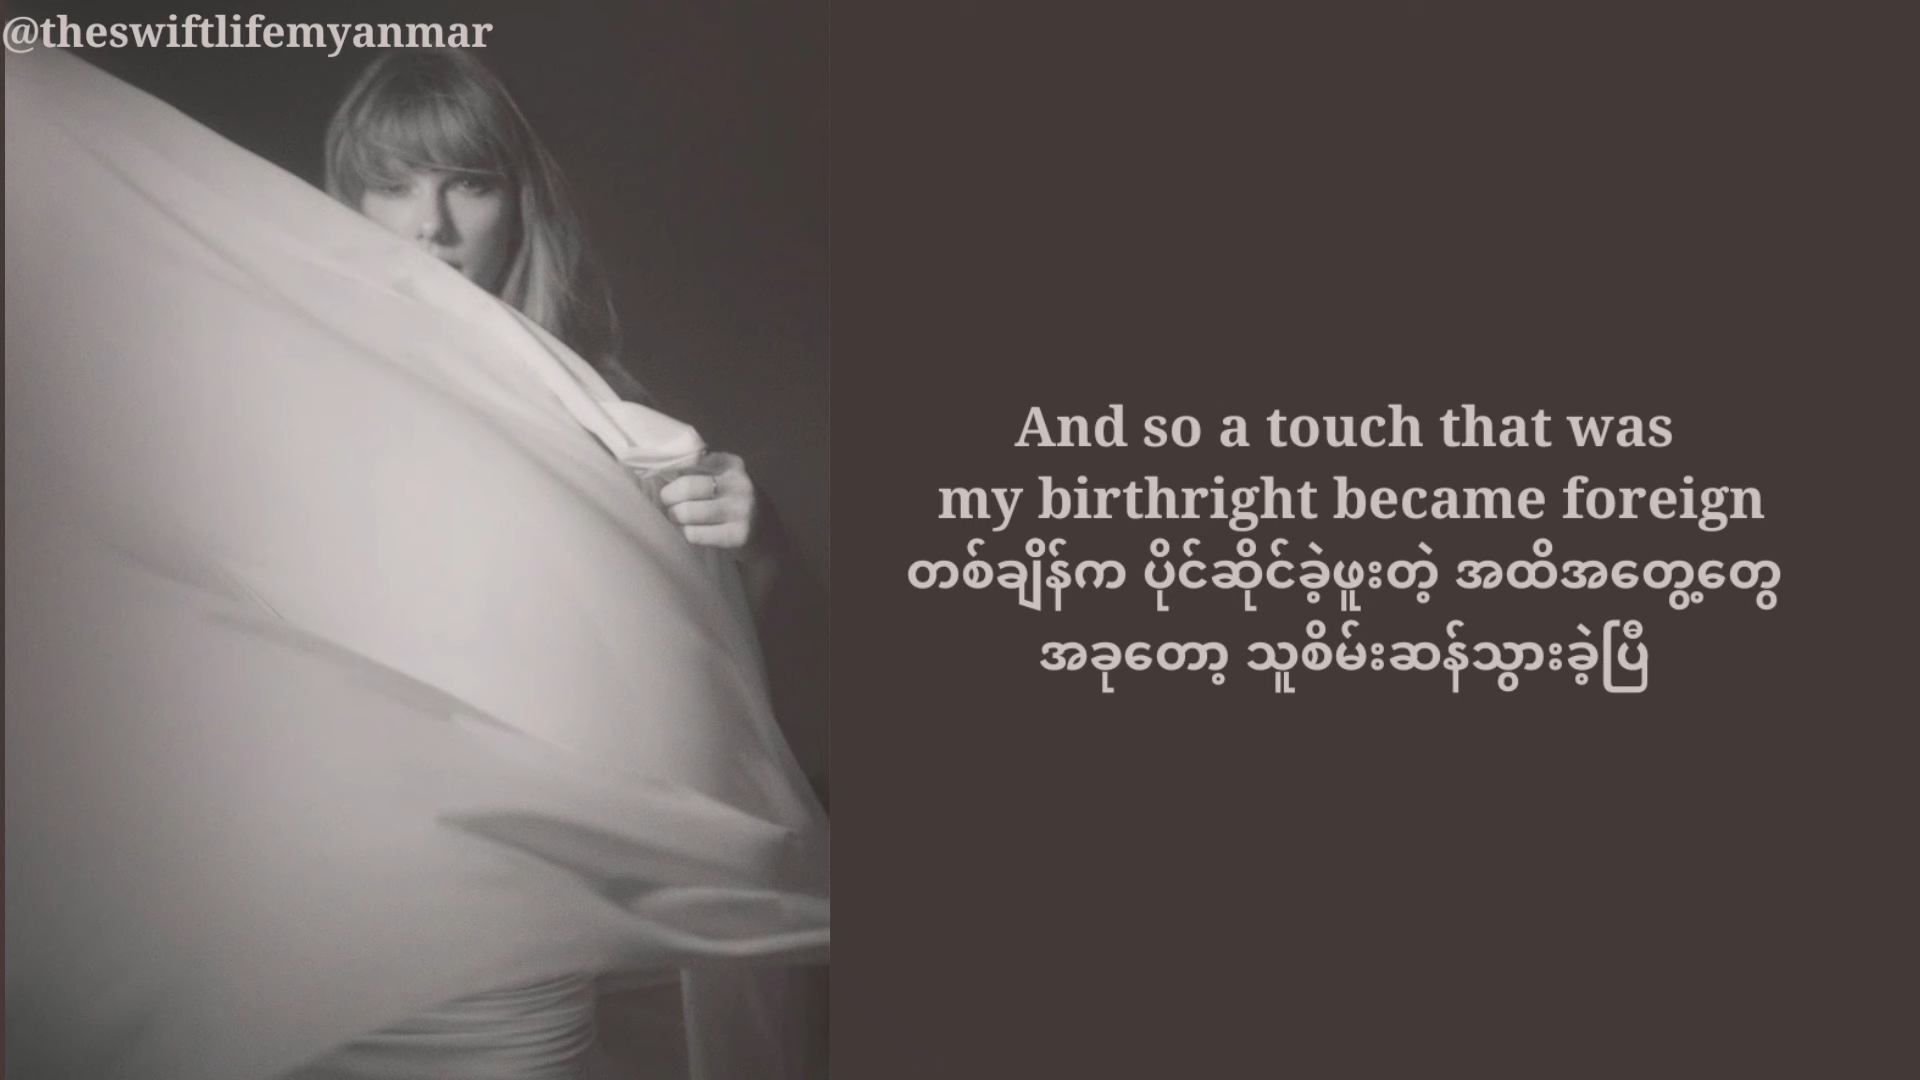 @theswiftlifemyanmar
And so a touch that was
my birthright became foreign
တစ်ချိန်က ပိုင်ဆိုင်ခဲ့ဖူးတဲ့ အထိအတွေ့တွေ
အခုတော့ သူစိမ်းဆန်သွားခဲ့ပြီ